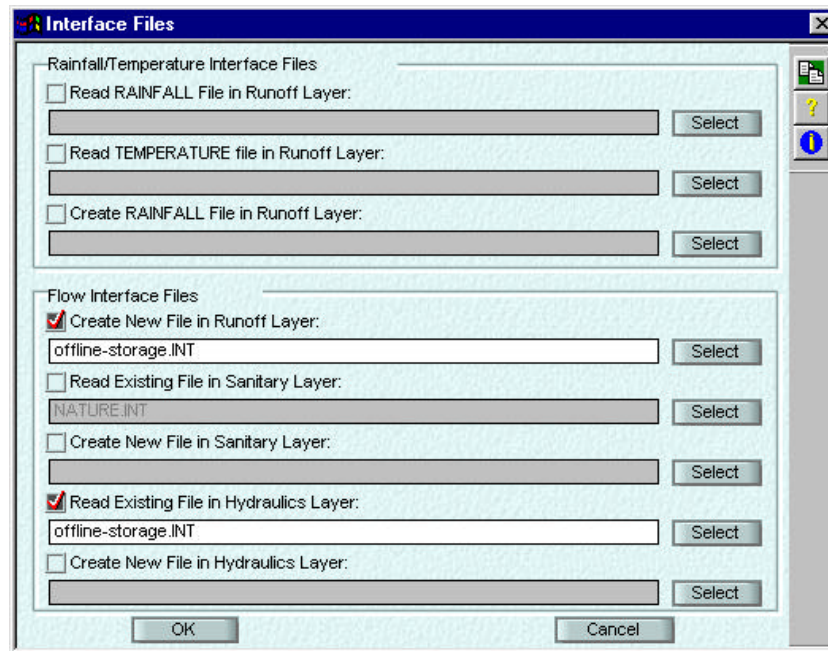 Interface Files
Rainfall/Temperature Interface Files
Read RAINFALL File in Runoff Layer:
Select
Read TEMPERATURE file in Runoff Layer:
Select
Create RAINFALL File in Runoff Layer:
Select
Flow Interface Files
Create New File in Runoff Layer:
offline-storage.INT
Select
Read Existing File in Sanitary Layer:
NATURE.INT
Select
Create New File in Sanitary Layer:
Select
Read Existing File in Hydraulics Layer:
offline-storage.INT
Select
Create New File in Hydraulics Layer:
Select
OK
Cancel